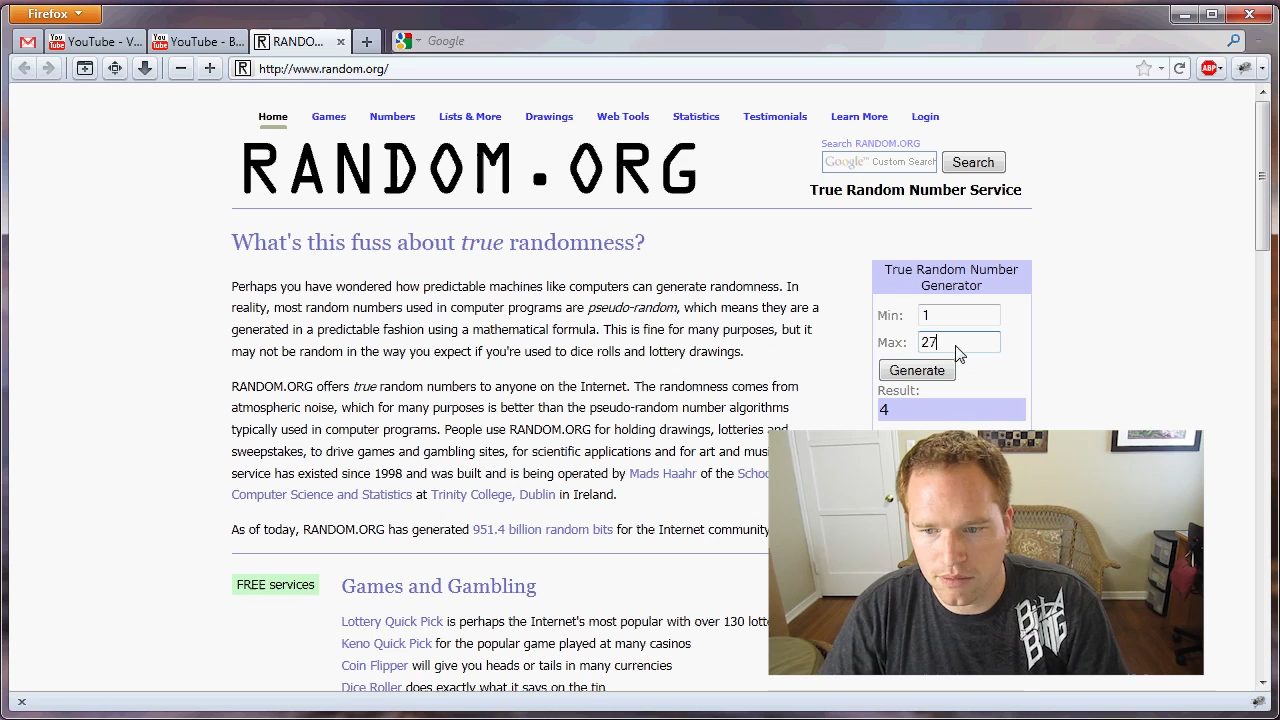 Firefox
YouTube - V...
YouTube - B...
R RANDO...
Google
R http://www.random.org/
ABP
Home Games Numbers Lists & More Drawings Web Tools Statistics Testimonials Learn More Login
RANDOM.ORG
Search RANDOM.ORG
Google™ Custom Search
Search
True Random Number Service
What's this fuss about true randomness?
Perhaps you have wondered how predictable machines like computers can generate randomness. In
reality, most random numbers used in computer programs are pseudo-random, which means they are a
generated in a predictable fashion using a mathematical formula. This is fine for many purposes, but it
may not be random in the way you expect if you're used to dice rolls and lottery drawings.
RANDOM.ORG offers true random numbers to anyone on the Internet. The randomness comes from
atmospheric noise, which for many purposes is better than the pseudo-random number algorithms
typically used in computer programs. People use RANDOM.ORG for holding drawings, lotteries and
sweepstakes, to drive games and gambling sites, for scientific applications and for art and mus
service has existed since 1998 and was built and is being operated by Mads Haahr of the Schoo
Computer Science and Statistics at Trinity College, Dublin in Ireland.
As of today, RANDOM.ORG has generated 951.4 billion random bits for the Internet community
True Random Number
Generator
Min: 1
Max: 27
Generate
Result:
4
FREE services
Games and Gambling
Lottery Quick Pick is perhaps the Internet's most popular with over 130 lott
Keno Quick Pick for the popular game played at many casinos
Coin Flipper will give you heads or tails in many currencies
Dice Roller does exactly what it says on the tin